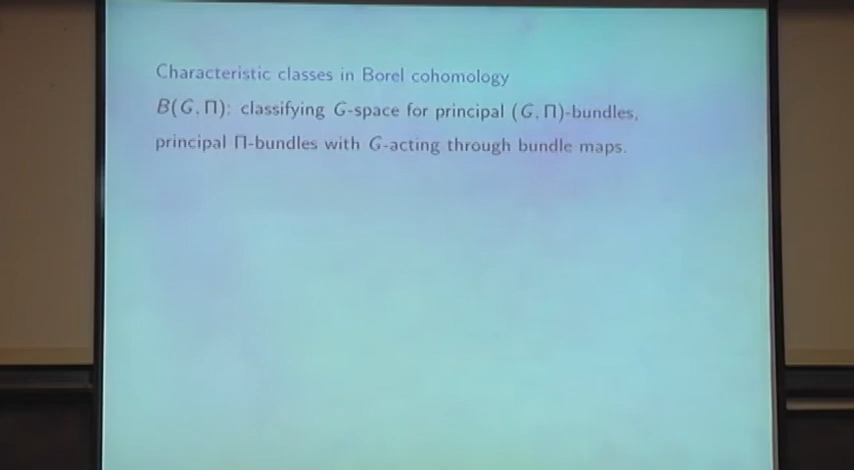 Characteristic classes in Borel cohomology
B(G, Π): classifying G-space for principal (G, Π)-bundles,
principal Π-bundles with G-acting through bundle maps.